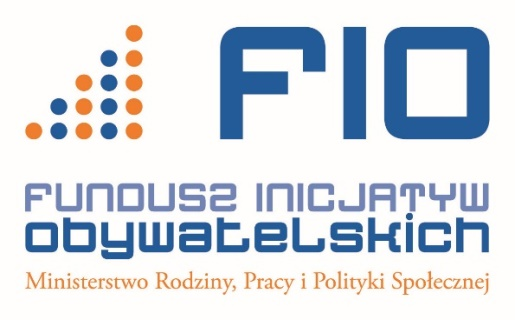 FIO
FUNDUSZ INICJATYW
obywatelskich
Ministerstwo Rodziny, Pracy i Polityki Społecznej